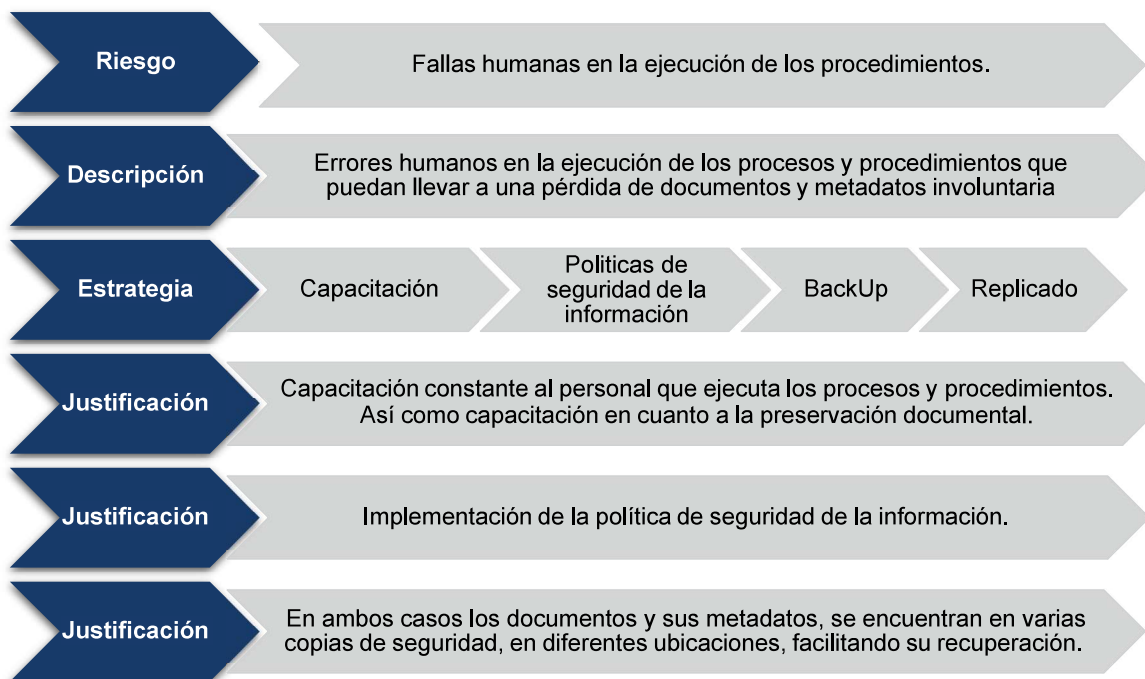 Riesgo
Fallas humanas en la ejecución de los procedimientos.
Descripción
Errores humanos en la ejecución de los procesos y procedimientos que
puedan llevar a una pérdida de documentos y metadatos involuntaria
Estrategia
Capacitación
Politicas de
seguridad de la
información
BackUp
Replicado
Justificación
Capacitación constante al personal que ejecuta los procesos y procedimientos.
Así como capacitación en cuanto a la preservación documental.
Justificación
Implementación de la política de seguridad de la información.
Justificación
En ambos casos los documentos y sus metadatos, se encuentran en varias
copias de seguridad, en diferentes ubicaciones, facilitando su recuperación.